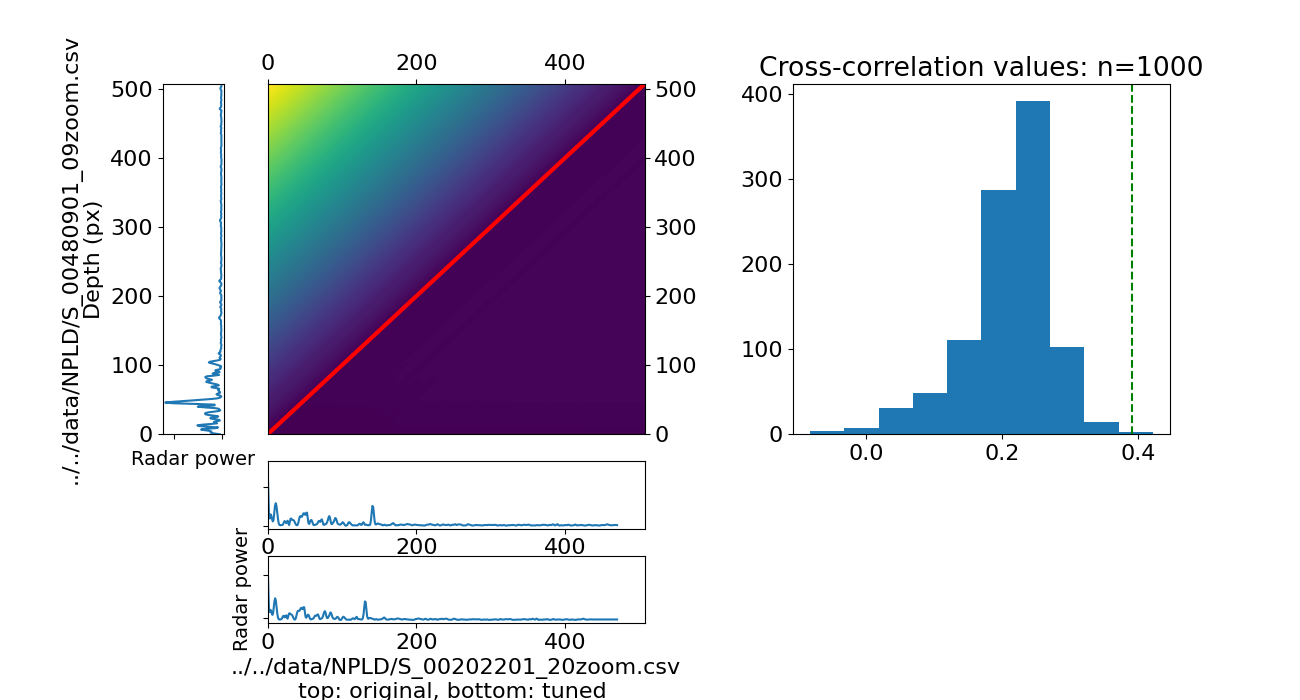 ../../data/NPLD/S_00480901_09zoom.csv
Depth (px)
500
400
300
200
100
0
Radar power
0 200 400
500
400
300
200
100
0
Cross-correlation values: n=1000
400
300
200
100
0
0.0 0.2 0.4
0 200 400
Radar power
0 200 400
../../data/NPLD/S_00202201_20zoom.csv
top: original, bottom: tuned